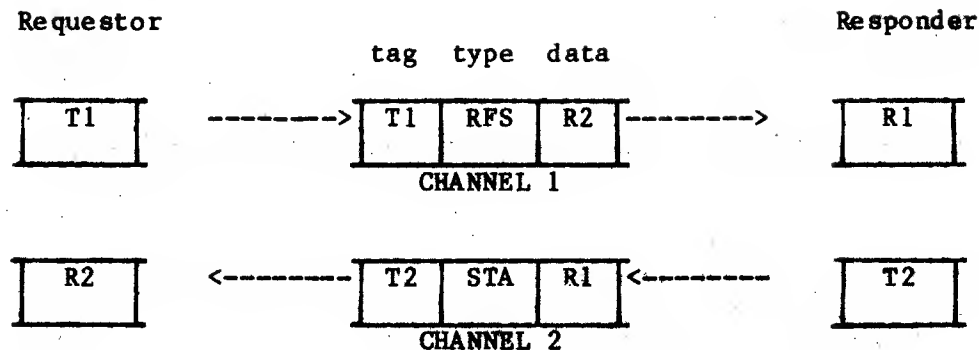 Requestor Responder
tag type data
T1 -------> T1 RFS R2 -------> R1
CHANNEL 1
R2 <------- T2 STA R1 <------- T2
CHANNEL 2